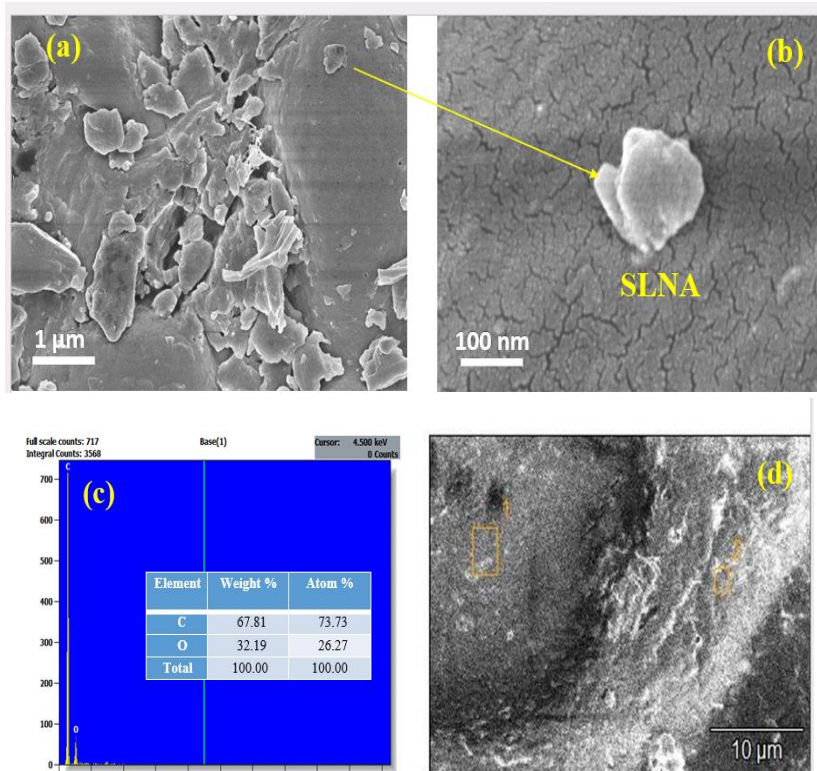 (a)
1 µm
(b)
SLNA
100 nm
Full scale counts: 717
Integral Counts: 3568
Base(1)
Cursor: 4.500 keV
0 Counts
C
700
600
500
400
300
200
100
0
(c)
O
Element Weight % Atom %
C 67.81 73.73
O 32.19 26.27
Total 100.00 100.00
(d)
1
2
10 µm